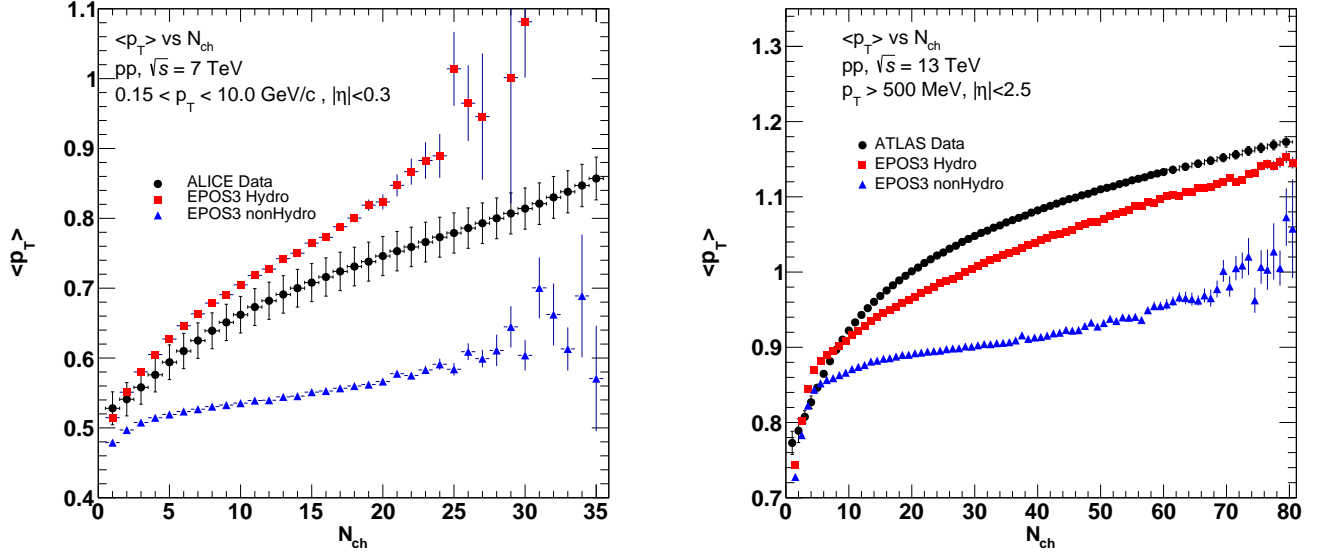 <p_T> vs N_ch
pp, √s = 7 TeV
0.15 < p_T < 10.0 GeV/c , |η|<0.3
ALICE Data
EPOS3 Hydro
EPOS3 nonHydro
<p_T>
1.1
1
0.9
0.8
0.7
0.6
0.5
0.4
0 5 10 15 20 25 30 35
N_ch
<p_T> vs N_ch
pp, √s = 13 TeV
p_T > 500 MeV, |η|<2.5
ATLAS Data
EPOS3 Hydro
EPOS3 nonHydro
<p_T>
1.3
1.2
1.1
1
0.9
0.8
0.7
0 10 20 30 40 50 60 70 80
N_ch